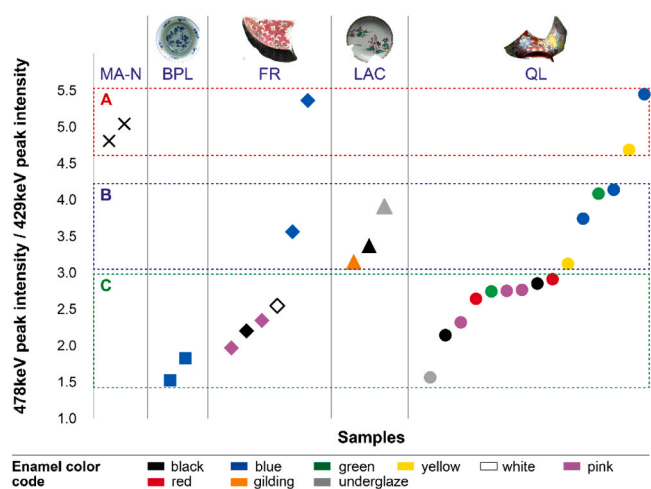 MA-N BPL FR LAC QL
478keV peak intensity / 429keV peak intensity
5.5
5.0
4.5
4.0
3.5
3.0
2.5
2.0
1.5
1.0
A
B
C
Samples
Enamel color code
black blue green yellow white pink
red gilding underglaze